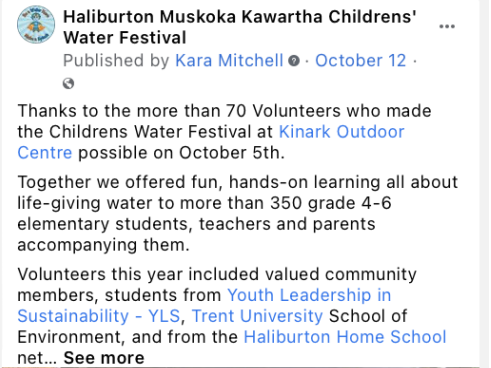 Haliburton Muskoka Kawartha Childrens'
Water Festival
Published by Kara Mitchell · October 12 ·
Thanks to the more than 70 Volunteers who made
the Childrens Water Festival at Kinark Outdoor
Centre possible on October 5th.
Together we offered fun, hands-on learning all about
life-giving water to more than 350 grade 4-6
elementary students, teachers and parents
accompanying them.
Volunteers this year included valued community
members, students from Youth Leadership in
Sustainability - YLS, Trent University School of
Environment, and from the Haliburton Home School
net... See more